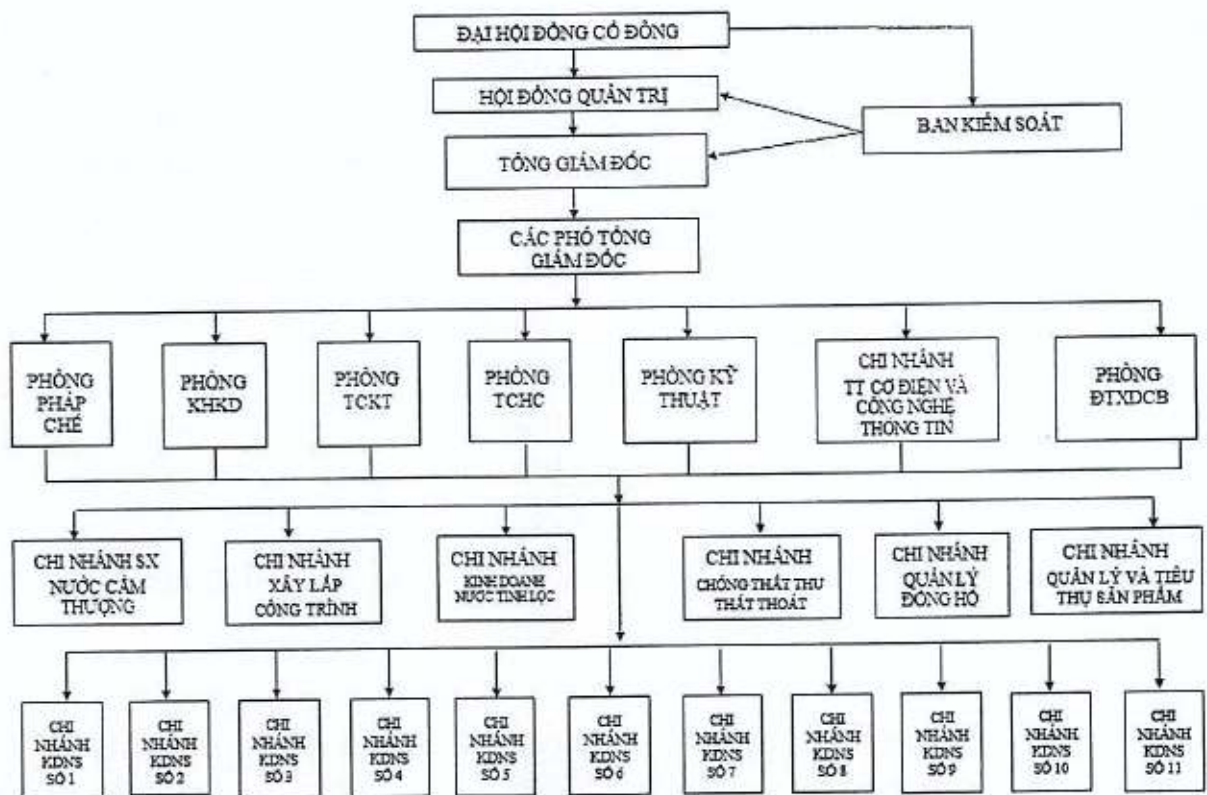 ĐẠI HỘI ĐỒNG CỔ ĐÔNG
HỘI ĐỒNG QUẢN TRỊ
BAN KIỂM SOÁT
TỔNG GIÁM ĐỐC
CÁC PHÓ TỔNG
GIÁM ĐỐC
PHÒNG
PHÁP
CHẾ
PHÒNG
KHKD
PHÒNG
TCKT
PHÒNG
TCHC
PHÒNG KỸ
THUẬT
CHI NHÁNH
TT CƠ ĐIỆN VÀ
CÔNG NGHỆ
THÔNG TIN
PHÒNG
ĐTXDCB
CHI NHÁNH SX
NƯỚC CẨM
THƯỢNG
CHI NHÁNH
XÂY LẮP
CÔNG TRÌNH
CHI NHÁNH
KINH DOANH
NƯỚC TINH LỌC
CHI NHÁNH
CHỐNG THẤT THU
THẤT THOÁT
CHI NHÁNH
QUẢN LÝ
ĐỒNG HỒ
CHI NHÁNH
QUẢN LÝ VÀ TIÊU
THỤ SẢN PHẨM
CHI
NHÁNH
KDNS
SỐ 1
CHI
NHÁNH
KDNS
SỐ 2
CHI
NHÁNH
KDNS
SỐ 3
CHI
NHÁNH
KDNS
SỐ 4
CHI
NHÁNH
KDNS
SỐ 5
CHI
NHÁNH
KDNS
SỐ 6
CHI
NHÁNH
KDNS
SỐ 7
CHI
NHÁNH
KDNS
SỐ 8
CHI
NHÁNH
KDNS
SỐ 9
CHI
NHÁNH
KDNS
SỐ 10
CHI
NHÁNH
KDNS
SỐ 11